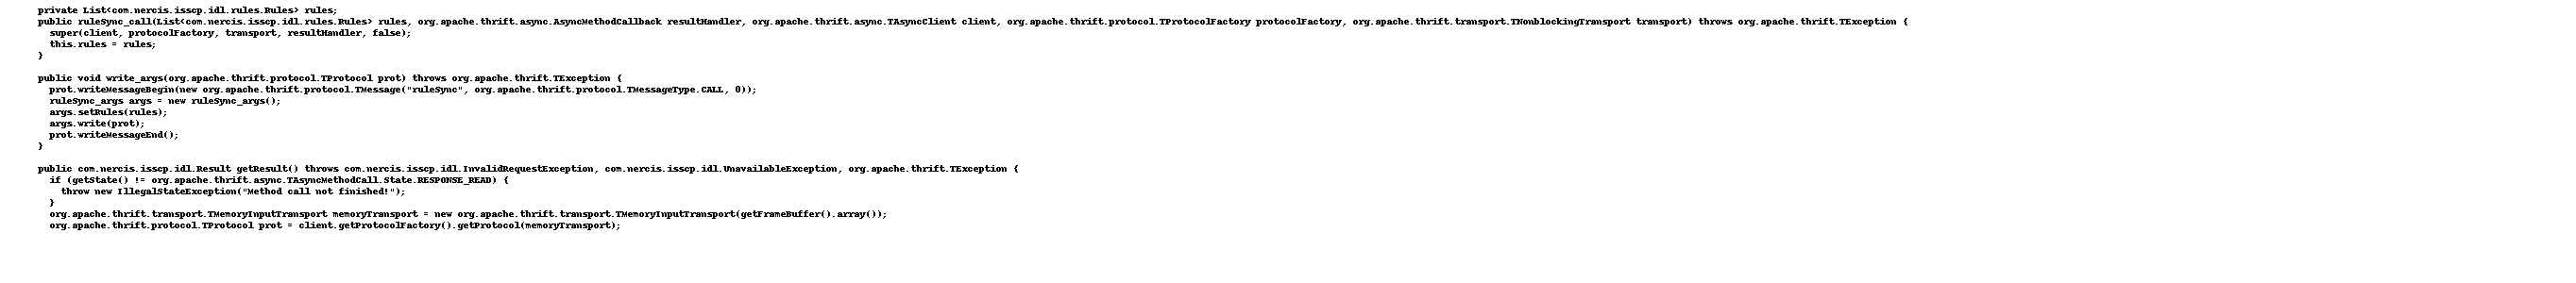 private List<com.nercis.isscp.idl.rules.Rules> rules;
public ruleSync_call(List<com.nercis.isscp.idl.rules.Rules> rules, org.apache.thrift.async.AsyncMethodCallback resultHandler, org.apache.thrift.async.TAsyncClient client, org.apache.thrift.protocol.TProtocolFactory protocolFactory, org.apache.thrift.transport.TNonblockingTransport transport) throws org.apache.thrift.TException {
super(client, protocolFactory, transport, resultHandler, false);
this.rules = rules;
}
public void write_args(org.apache.thrift.protocol.TProtocol prot) throws org.apache.thrift.TException {
prot.writeMessageBegin(new org.apache.thrift.protocol.TMessage("ruleSync", org.apache.thrift.protocol.TMessageType.CALL, 0));
ruleSync_args args = new ruleSync_args();
args.setRules(rules);
args.write(prot);
prot.writeMessageEnd();
}
public com.nercis.isscp.idl.Result getResult() throws com.nercis.isscp.idl.InvalidRequestException, com.nercis.isscp.idl.UnavailableException, org.apache.thrift.TException {
if (getState() != org.apache.thrift.async.TAsyncMethodCall.State.RESPONSE_READ) {
throw new IllegalStateException("Method call not finished!");
}
org.apache.thrift.transport.TMemoryInputTransport memoryTransport = new org.apache.thrift.transport.TMemoryInputTransport(getFrameBuffer().array());
org.apache.thrift.protocol.TProtocol prot = client.getProtocolFactory().getProtocol(memoryTransport);